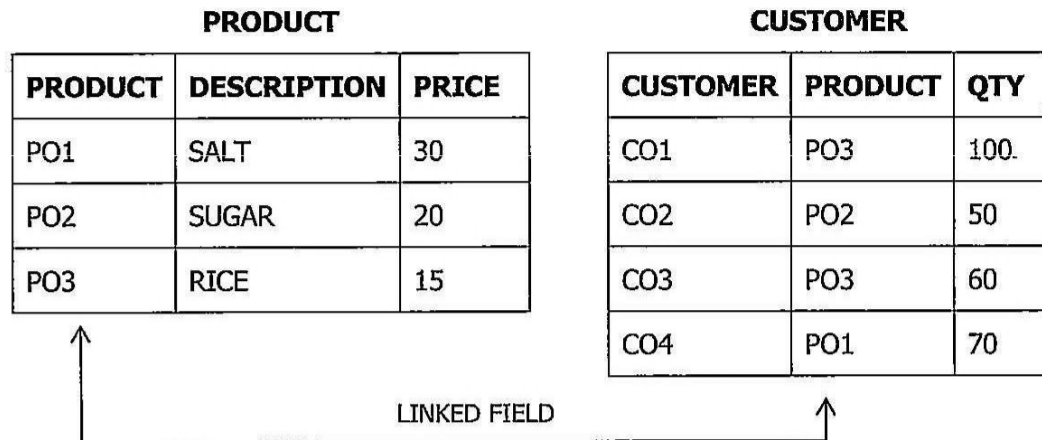 PRODUCT
PRODUCT DESCRIPTION PRICE
PO1 SALT 30
PO2 SUGAR 20
PO3 RICE 15
CUSTOMER
CUSTOMER PRODUCT QTY
CO1 PO3 100
CO2 PO2 50
CO3 PO3 60
CO4 PO1 70
LINKED FIELD